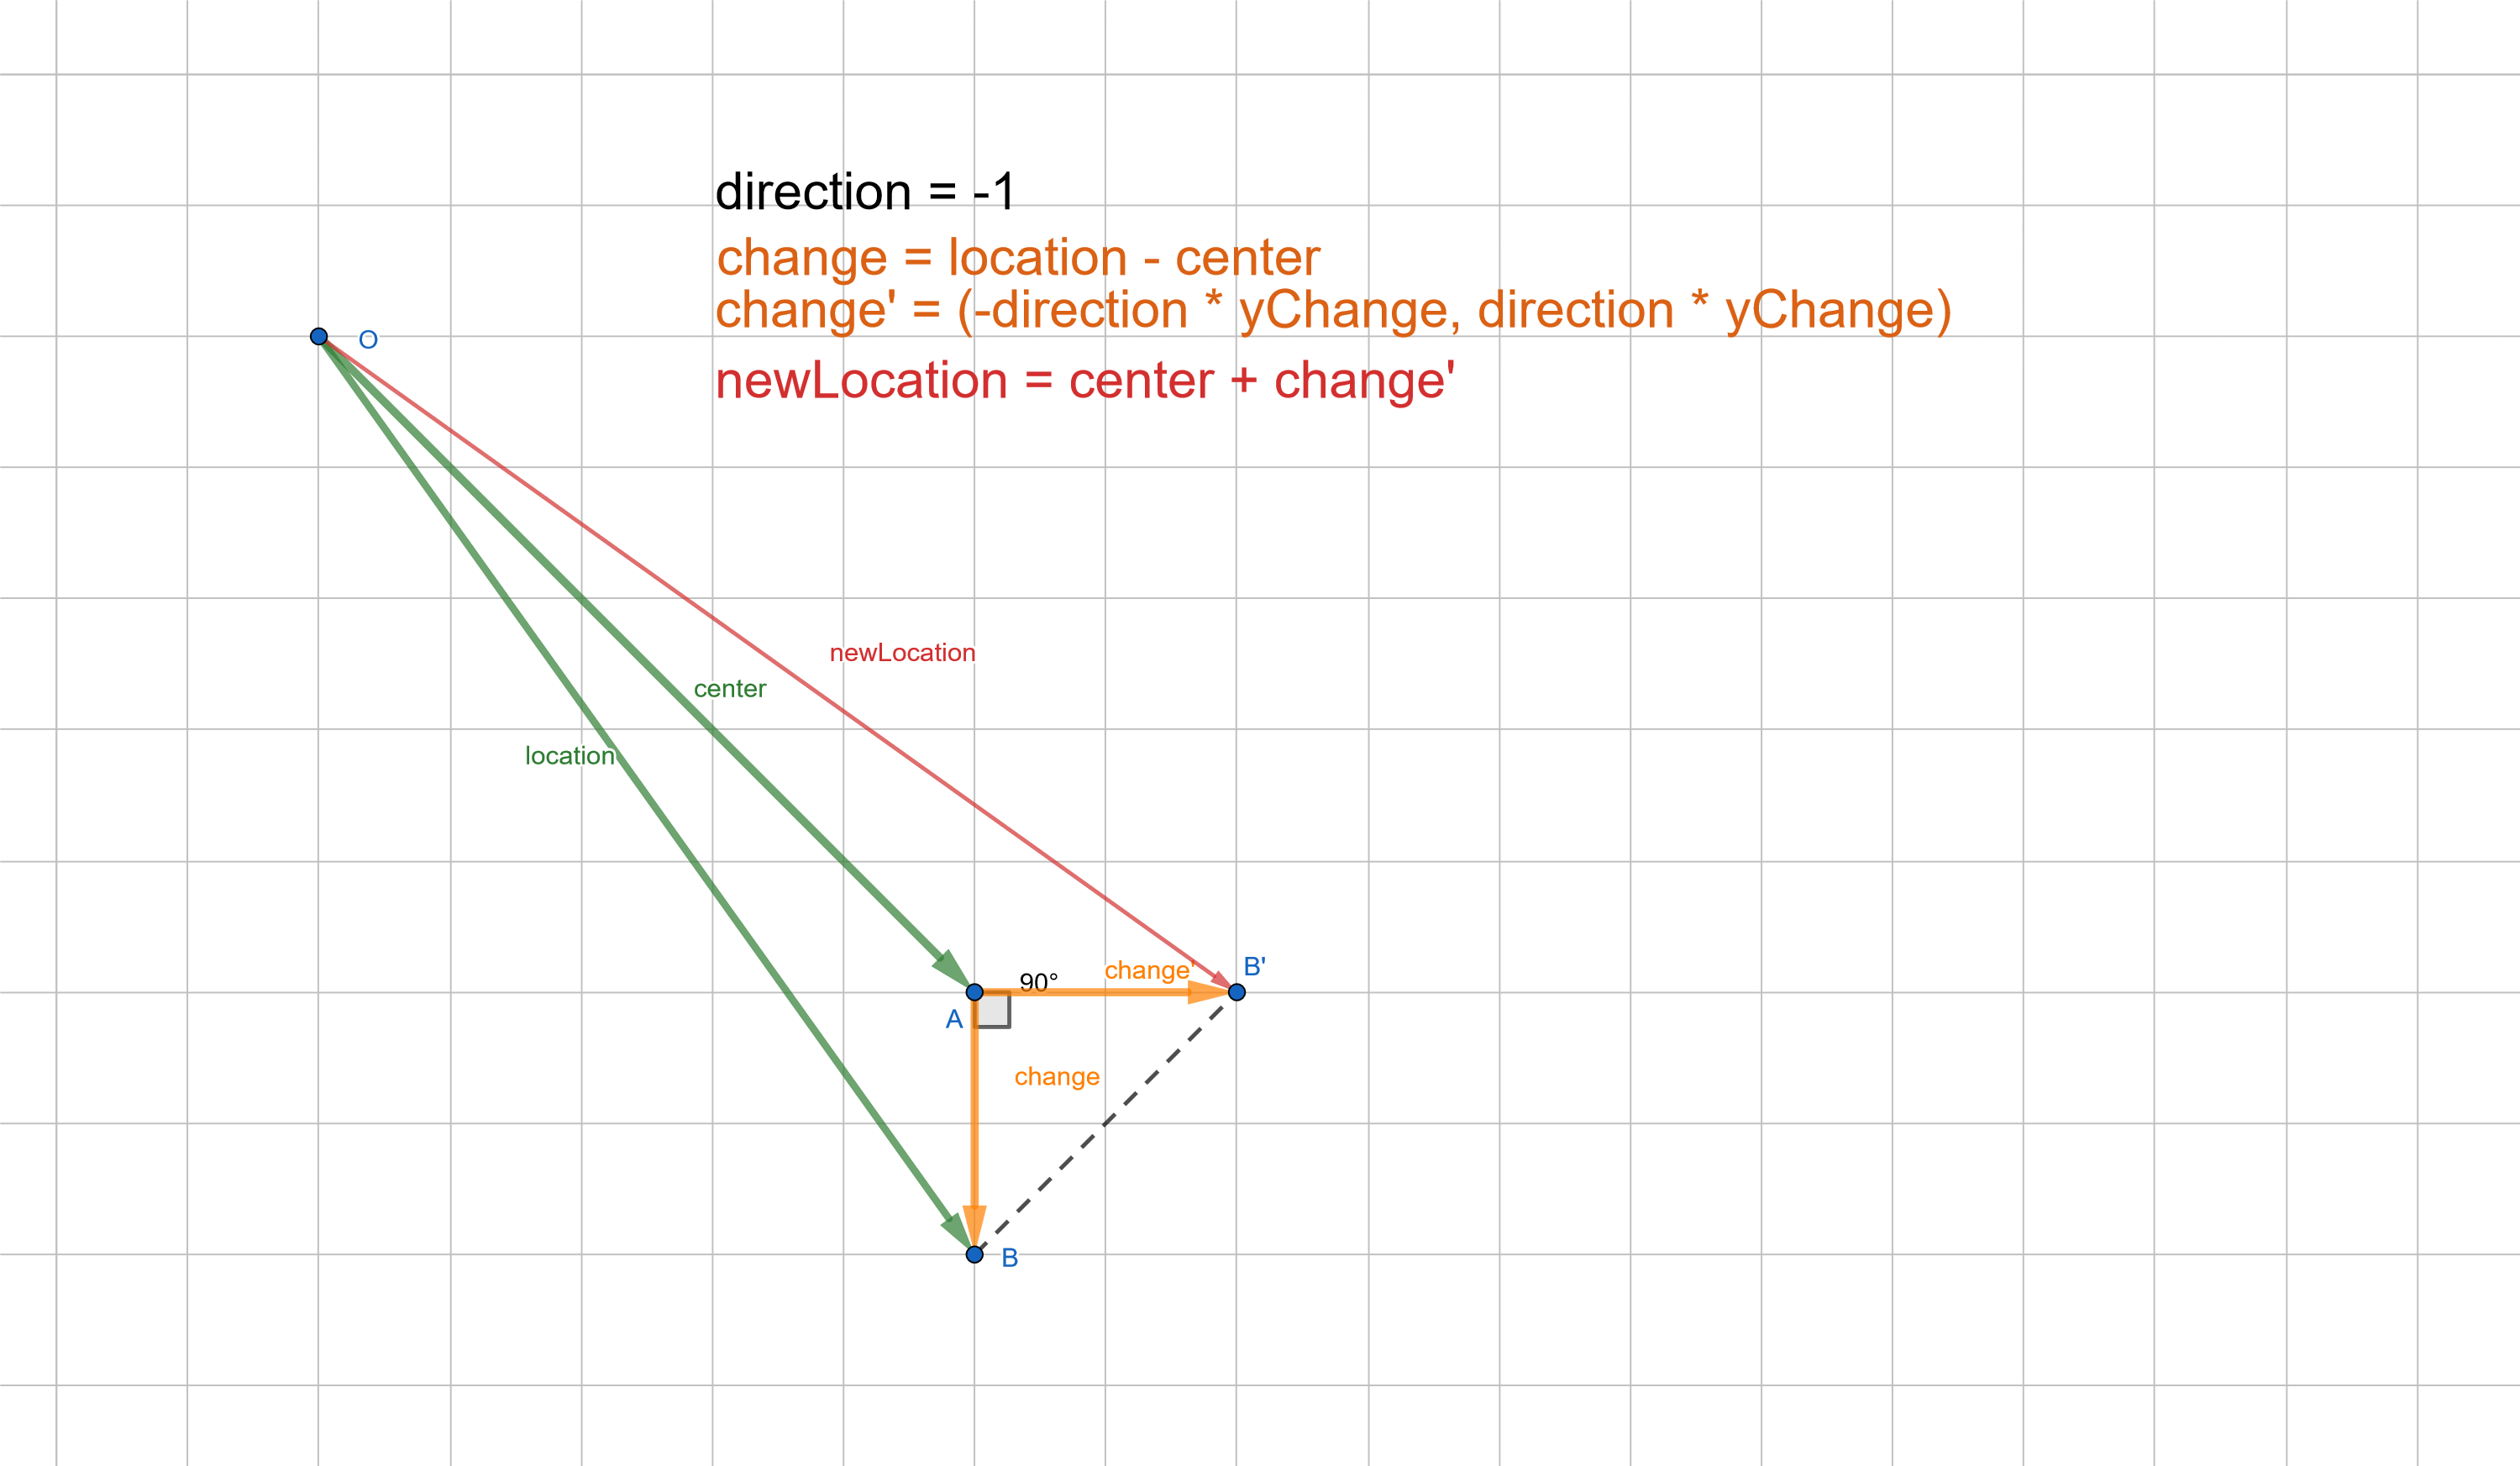 direction = -1
change = location - center
change' = (-direction * yChange, direction * yChange)
newLocation = center + change'
O
newLocation
center
location
90°
change'
B'
A
change
B